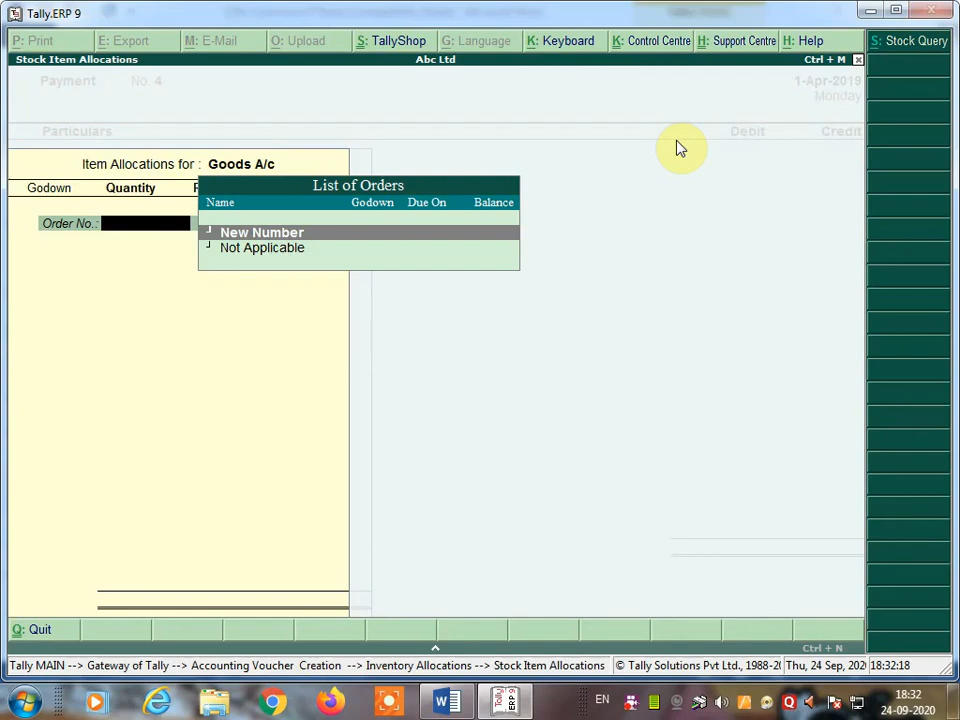 Tally.ERP 9
P: Print E: Export M: E-Mail O: Upload S: TallyShop G: Language K: Keyboard K: Control Centre H: Support Centre H: Help S: Stock Query
Stock Item Allocations Abc Ltd Ctrl + M
Payment No. 4 1-Apr-2019
Monday
Particulars Debit Credit
Item Allocations for : Goods A/c
Godown Quantity
List of Orders
Name Godown Due On Balance
Order No.:
New Number
Not Applicable
Q: Quit
Ctrl + N
Tally MAIN --> Gateway of Tally --> Accounting Voucher Creation --> Inventory Allocations --> Stock Item Allocations © Tally Solutions Pvt Ltd., 1988-20 Thu, 24 Sep, 202 18:32:18
EN 18:32
24-09-2020